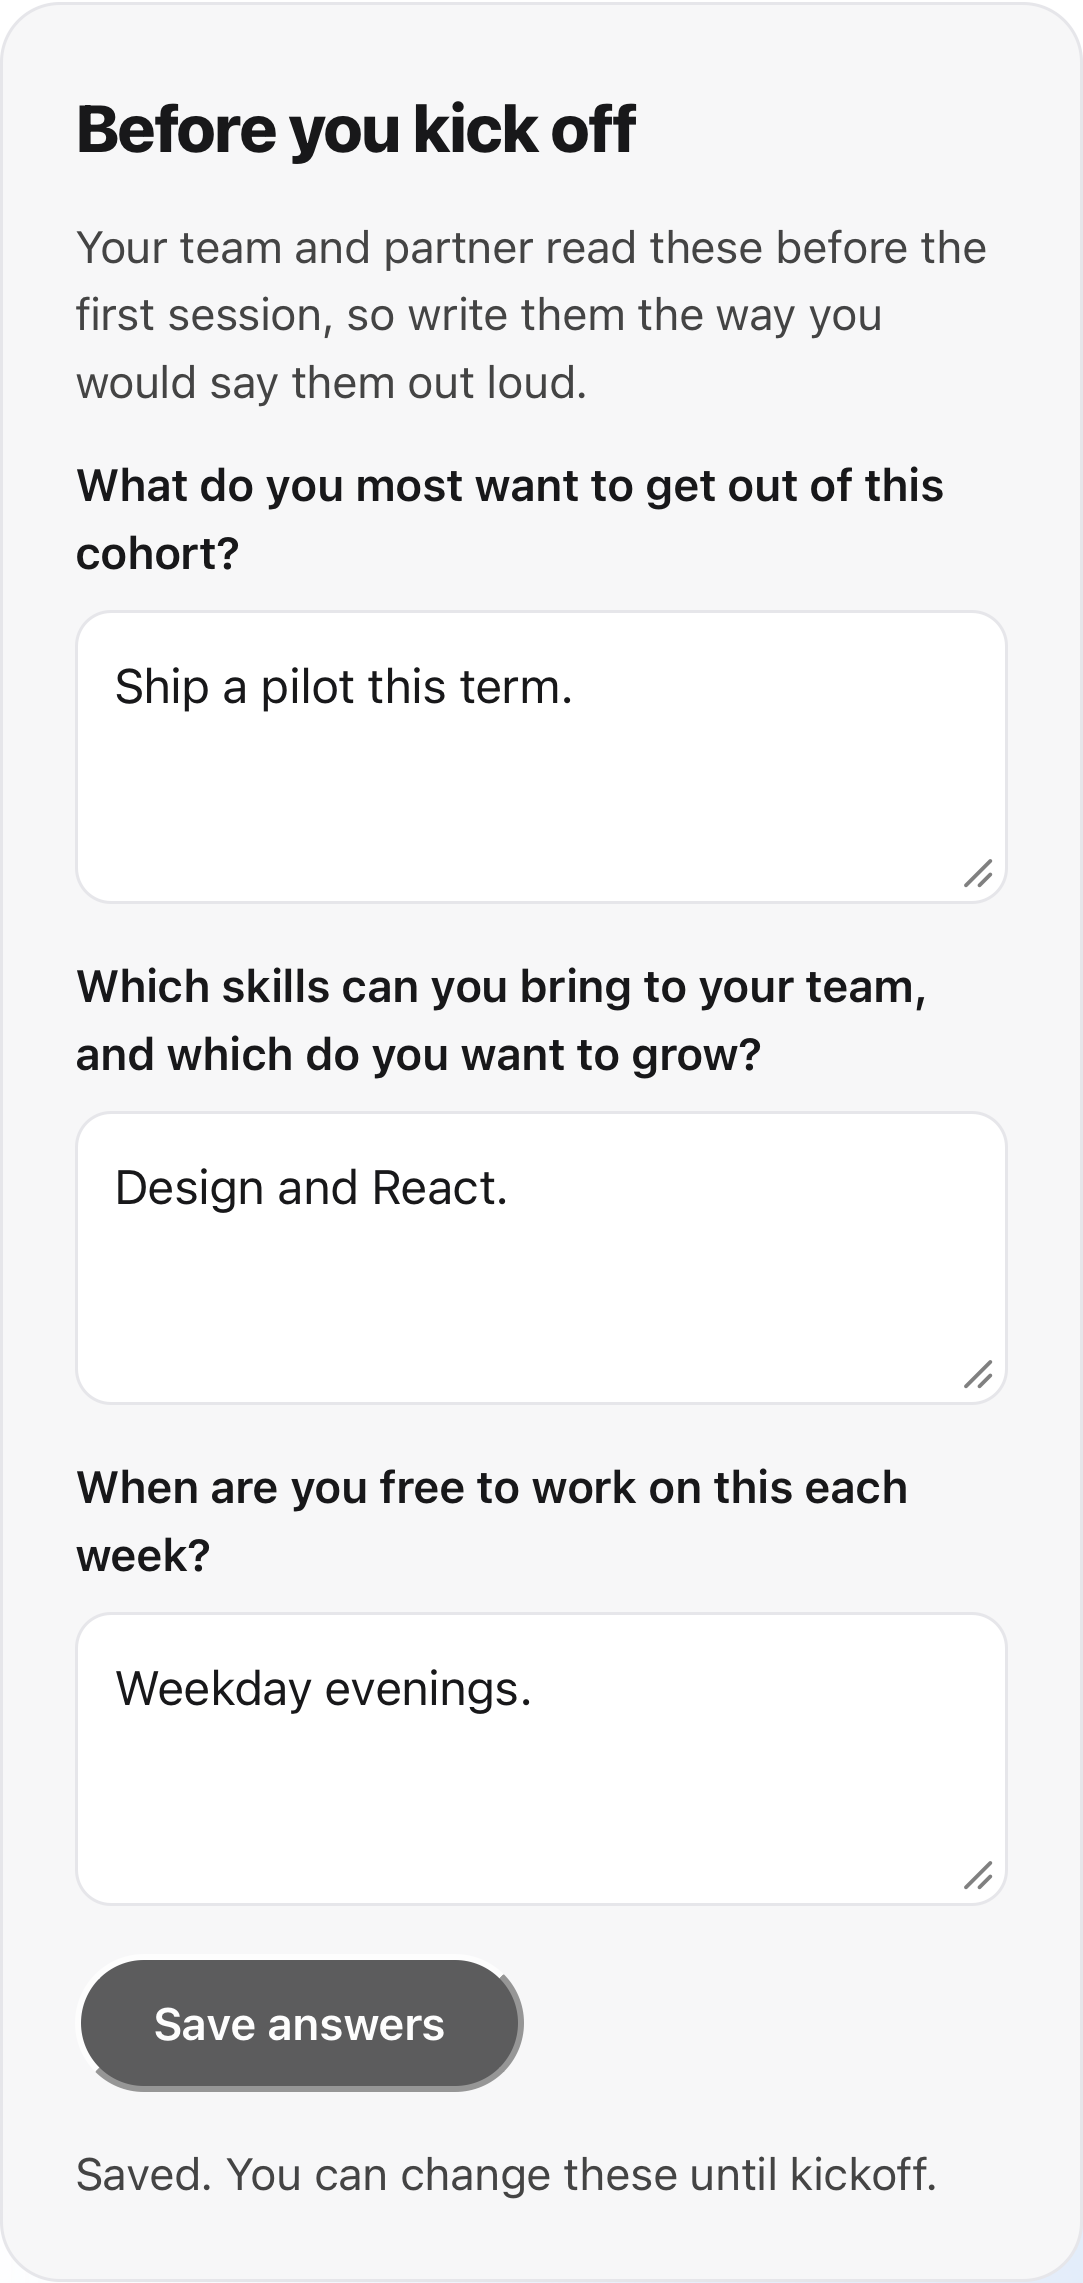 Before you kick off
Your team and partner read these before the
first session, so write them the way you
would say them out loud.
What do you most want to get out of this
cohort?
Ship a pilot this term.
Which skills can you bring to your team,
and which do you want to grow?
Design and React.
When are you free to work on this each
week?
Weekday evenings.
Save answers
Saved. You can change these until kickoff.